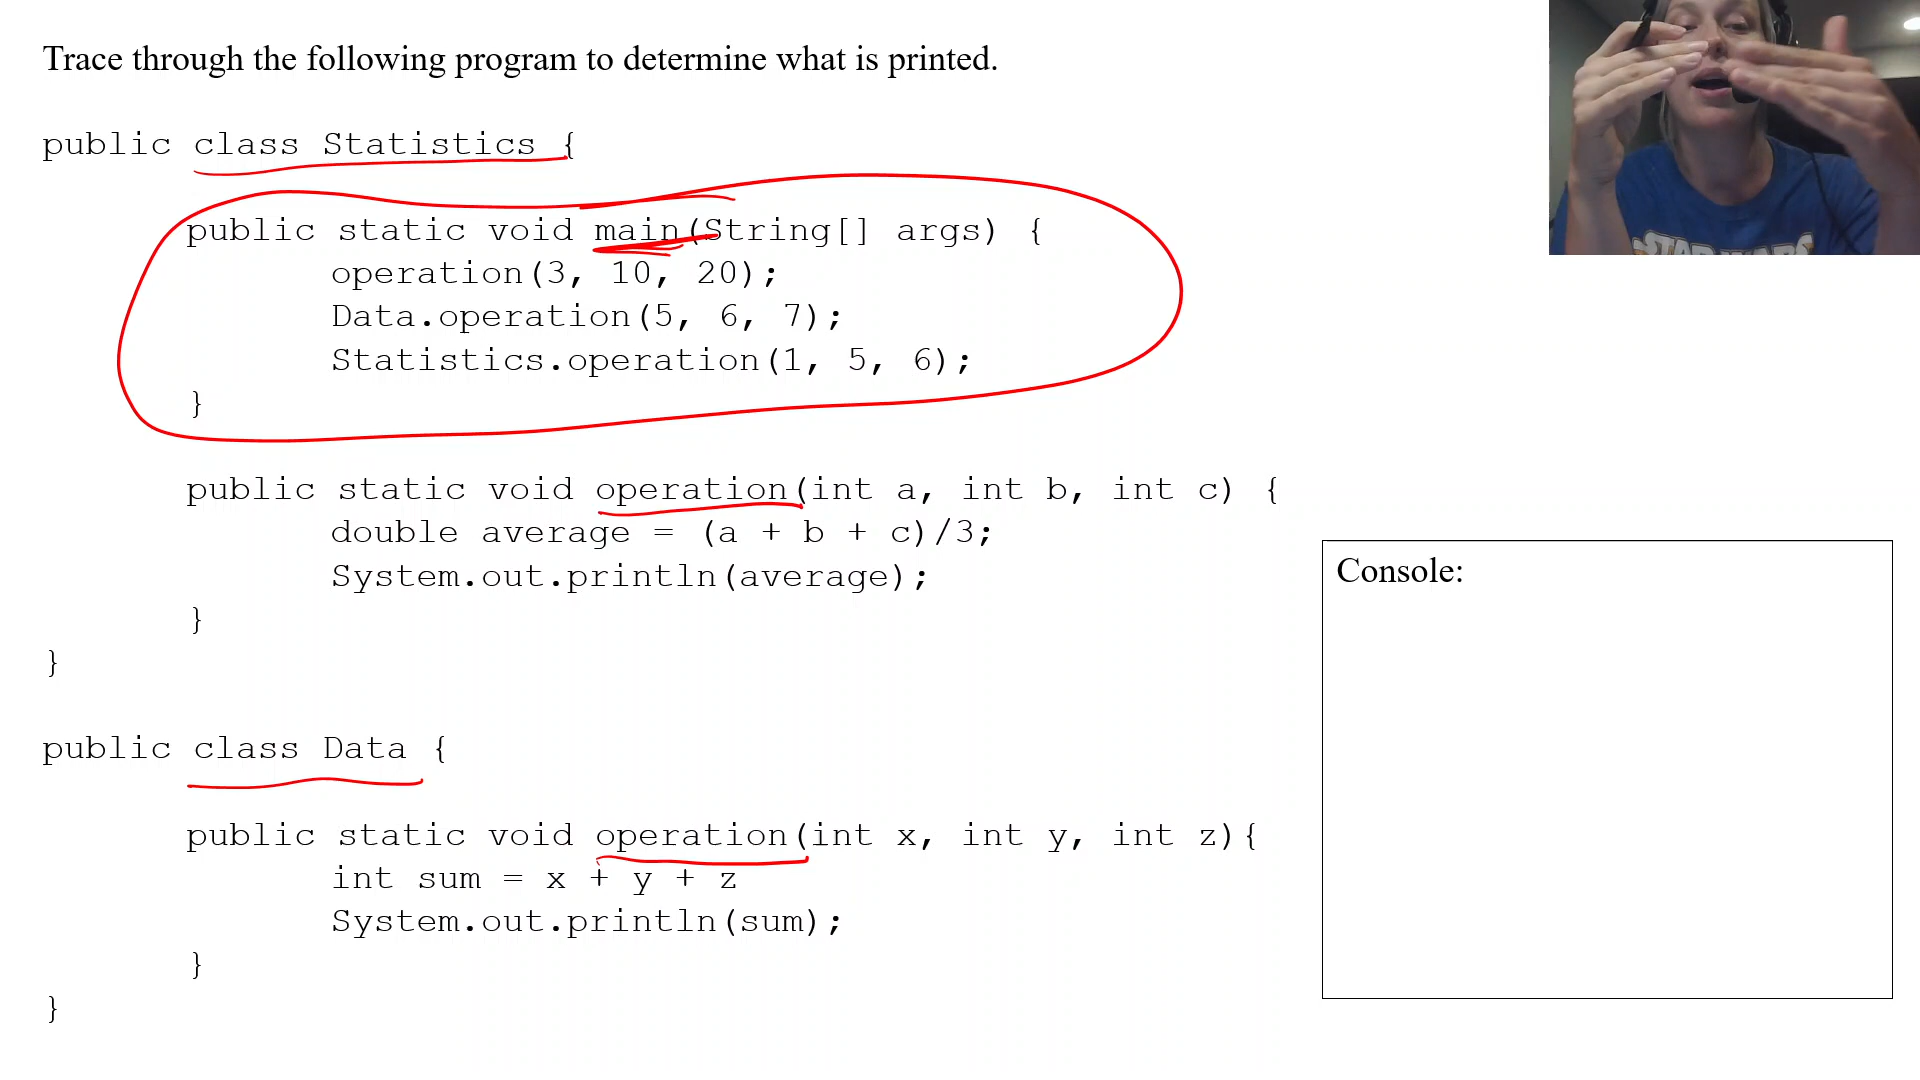 Trace through the following program to determine what is printed.
public class Statistics {
public static void main(String[] args) {
operation(3, 10, 20);
Data.operation(5, 6, 7);
Statistics.operation(1, 5, 6);
}
public static void operation(int a, int b, int c) {
double average = (a + b + c)/3;
System.out.println(average);
}
}
public class Data {
public static void operation(int x, int y, int z){
int sum = x + y + z
System.out.println(sum);
}
}
Console:
STAR WARS